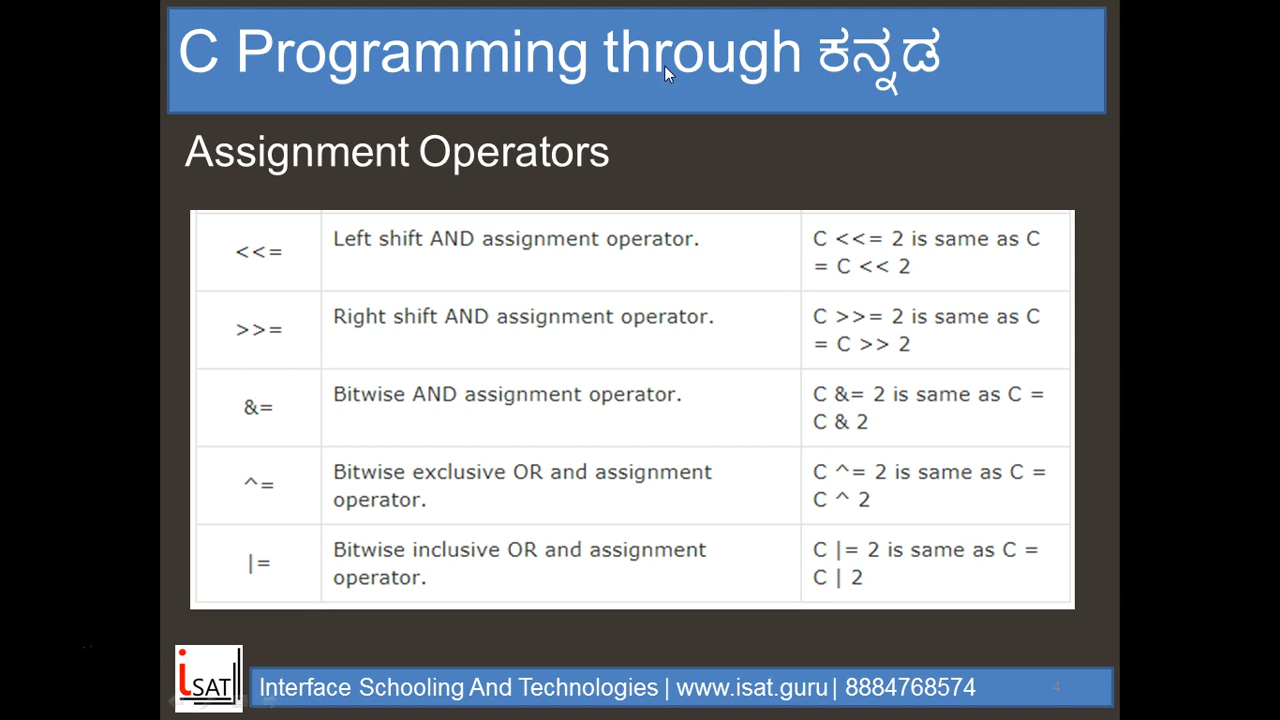 C Programming through ಕನ್ನಡ
Assignment Operators
<<=
Left shift AND assignment operator.
C <<= 2 is same as C
= C << 2
>>=
Right shift AND assignment operator.
C >>= 2 is same as C
= C >> 2
&=
Bitwise AND assignment operator.
C &= 2 is same as C =
C & 2
^=
Bitwise exclusive OR and assignment
operator.
C ^= 2 is same as C =
C ^ 2
|=
Bitwise inclusive OR and assignment
operator.
C |= 2 is same as C =
C | 2
iSAT
Interface Schooling And Technologies | www.isat.guru | 8884768574
4